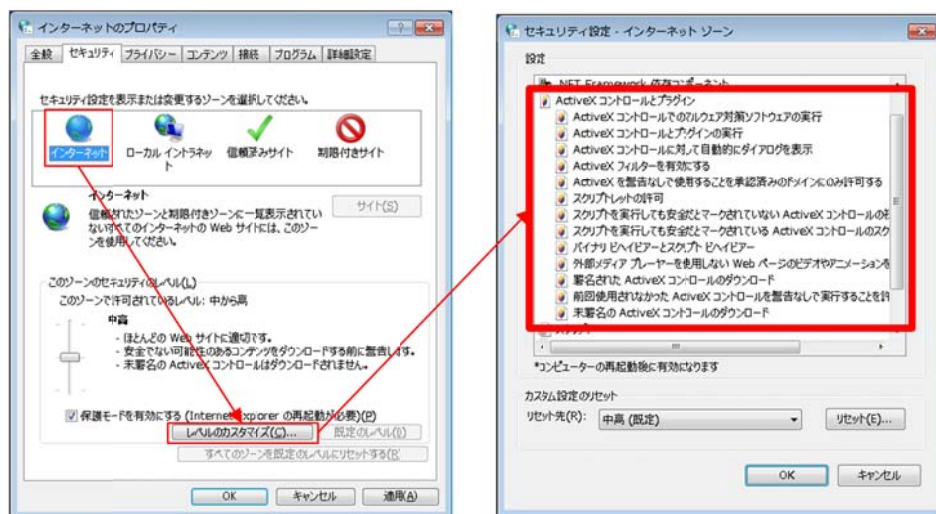 インターネットのプロパティ
全般 セキュリティ プライバシー コンテンツ 接続 プログラム 詳細設定
セキュリティ設定を表示または変更するゾーンを選択してください。
インターネット
ローカル イントラネット
信頼済みサイト
制限付きサイト
インターネット
信頼されたゾーンと制限付きゾーンに一覧表示されてい
ないすべてのインターネットの Web サイトには、このゾー
ンを使用してください。
サイト(S)
このゾーンのセキュリティのレベル(L)
このゾーンで許可されているレベル: 中から高
中高
- ほとんどの Web サイトに適切です。
- 安全でない可能性のあるコンテンツをダウンロードする前に警告します。
- 未署名の ActiveX コントロールはダウンロードされません。
保護モードを有効にする (Internet Explorer の再起動が必要)(P)
レベルのカスタマイズ(C)...
既定のレベル(D)
すべてのゾーンを既定のレベルにリセットする(R)
OK
キャンセル
適用(A)
セキュリティ設定 - インターネット ゾーン
設定
.NET Framework 依存コンポーネント
ActiveX コントロールとプラグイン
ActiveX コントロールでのマルウェア対策ソフトウェアの実行
ActiveX コントロールとプラグインの実行
ActiveX コントロールに対して自動的にダイアログを表示
ActiveX フィルターを有効にする
ActiveX を警告なしで使用することを承認済みのドメインにのみ許可する
スクリプトレットの許可
スクリプトを実行しても安全だとマークされていない ActiveX コントロールの
スクリプトを実行しても安全だとマークされている ActiveX コントロールのスク
バイナリ ビヘイビアーとスクリプト ビヘイビアー
外部メディア プレーヤーを使用しない Web ページのビデオやアニメーションを
署名された ActiveX コントロールのダウンロード
前回使用されなかった ActiveX コントロールを警告なしで実行することを許
未署名の ActiveX コントロールのダウンロード
*コンピューターの再起動後に有効になります
カスタム設定のリセット
リセット先(R):
中高 (既定)
リセット(E)...
OK
キャンセル